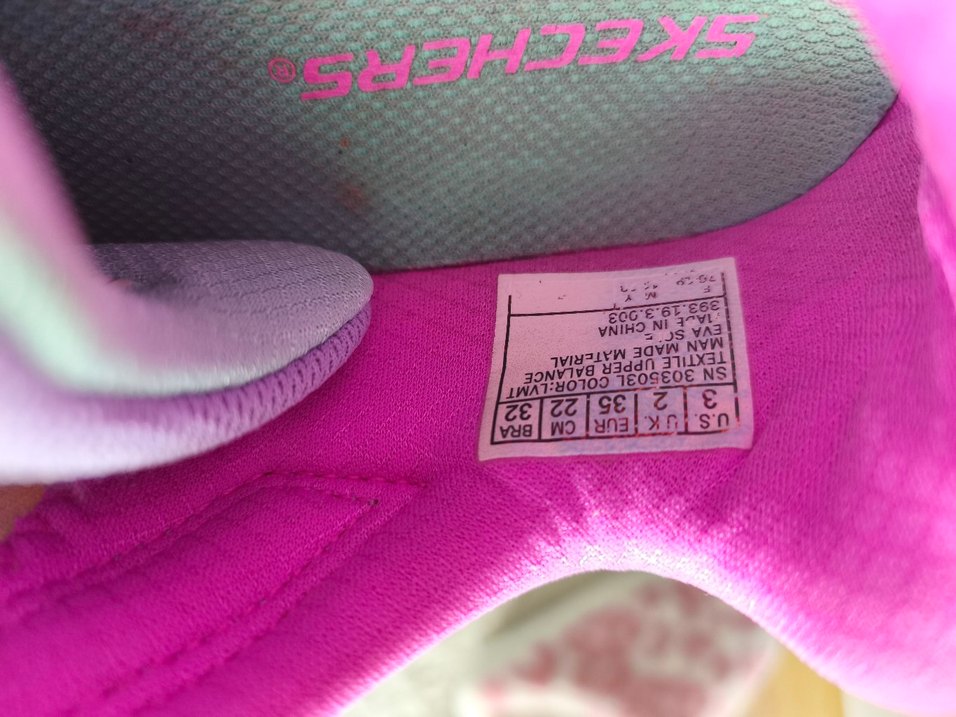 SKECHERS®
U.S. UK EUR CM BRA
3 2 35 22 32
SN 303503L COLOR:LVMT
TEXTILE UPPER BALANCE
MAN MADE MATERIAL
EVA
IN CHINA
393.19.3.003
F M Y T